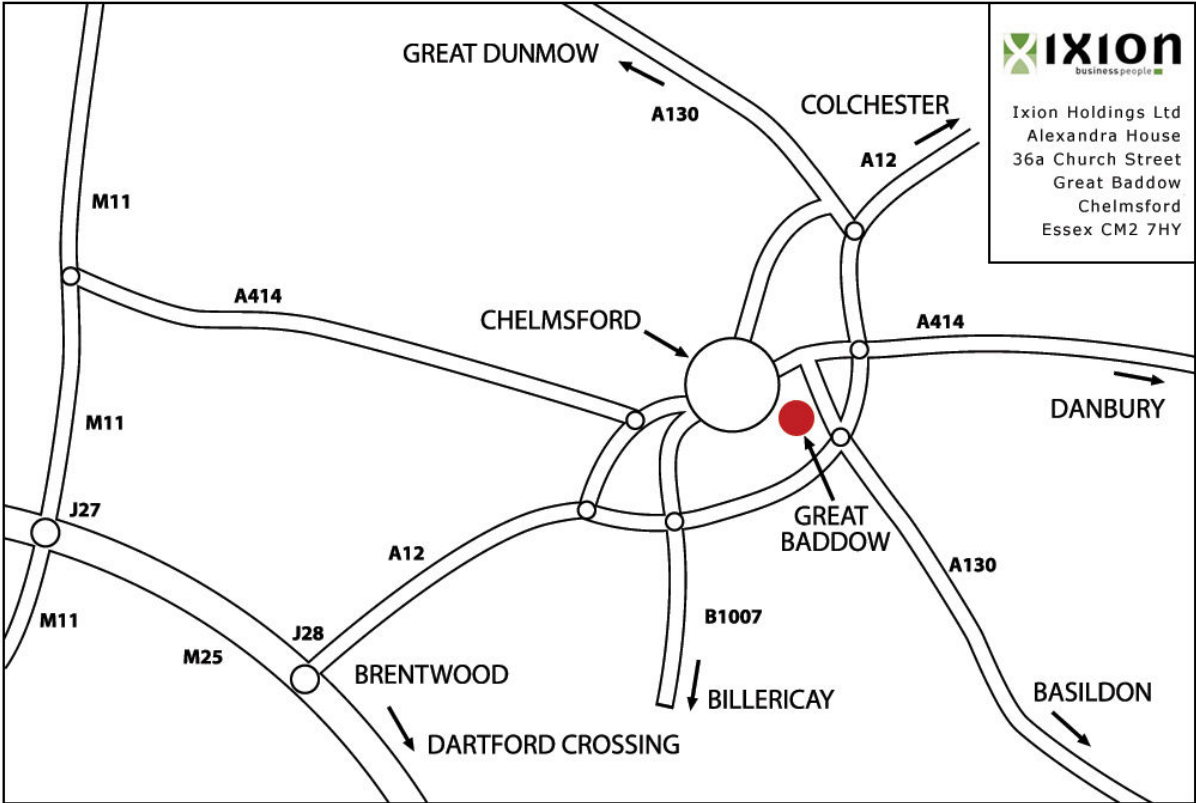 GREAT DUNMOW
A130
COLCHESTER
A12
ixion
businesspeople
Ixion Holdings Ltd
Alexandra House
36a Church Street
Great Baddow
Chelmsford
Essex CM2 7HY
M11
A414
CHELMSFORD
A414
DANBURY
M11
J27
GREAT
BADDOW
A12
A130
M11
J28
M25
B1007
BRENTWOOD
BILLERICAY
BASILDON
DARTFORD CROSSING